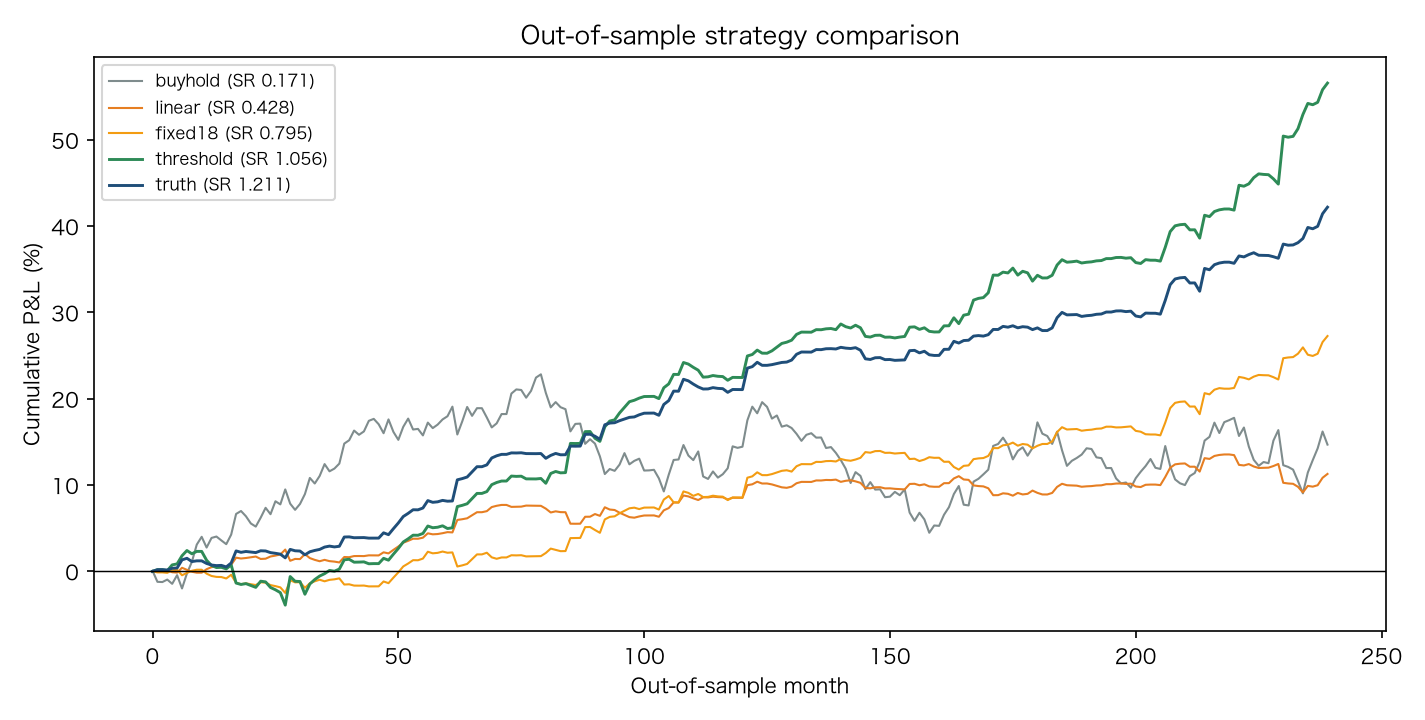 Out-of-sample strategy comparison
buyhold (SR 0.171)
linear (SR 0.428)
fixed18 (SR 0.795)
threshold (SR 1.056)
truth (SR 1.211)
Cumulative P&L (%)
50
40
30
20
10
0
0 50 100 150 200 250
Out-of-sample month